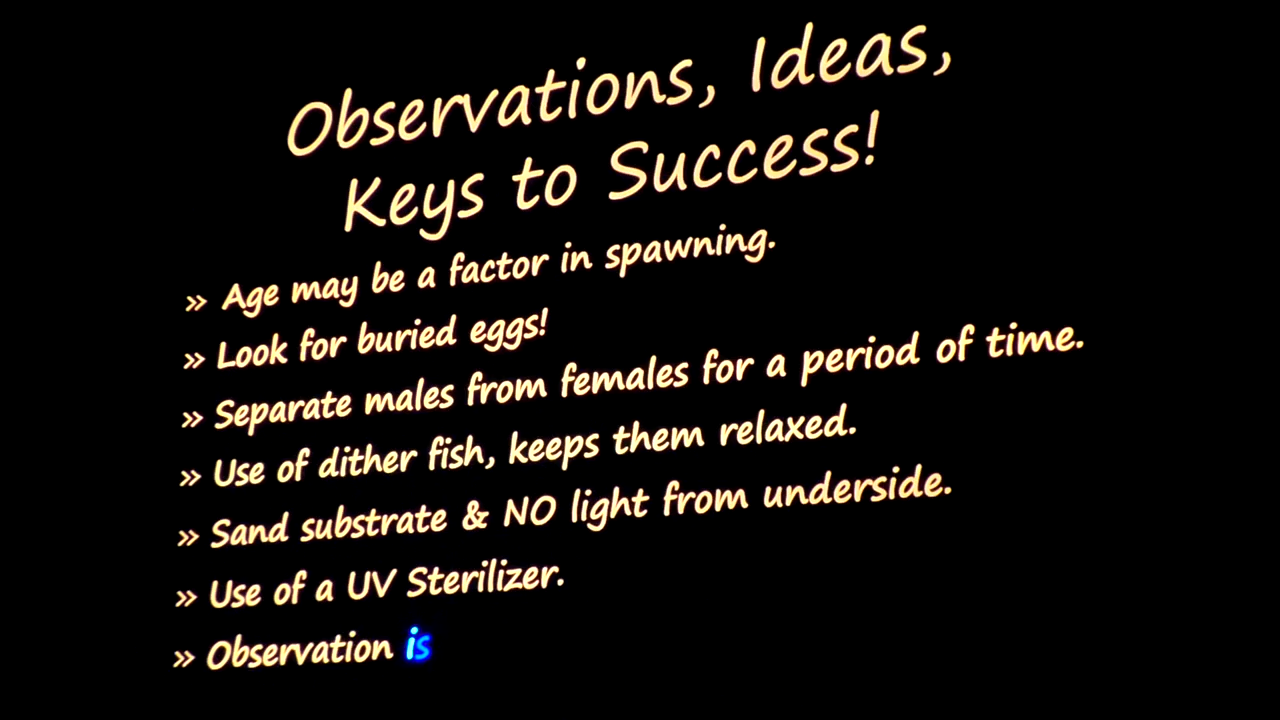 Observations, Ideas,
Keys to Success!
» Age may be a factor in spawning.
» Look for buried eggs!
» Separate males from females for a period of time.
» Use of dither fish, keeps them relaxed.
» Sand substrate & NO light from underside.
» Use of a UV Sterilizer.
» Observation is